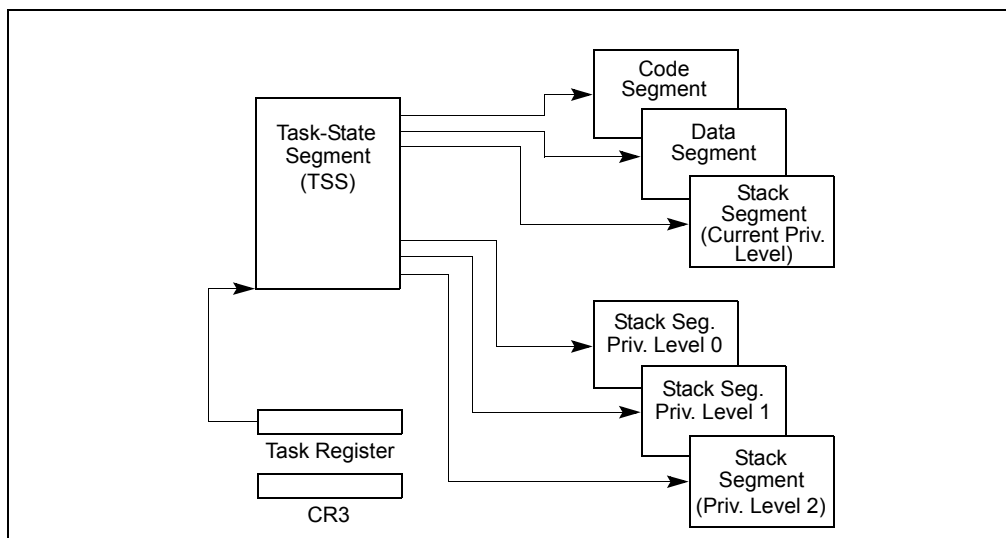 Code
Segment
Task-State
Segment
(TSS)
Data
Segment
Stack
Segment
(Current Priv.
Level)
Stack Seg.
Priv. Level 0
Stack Seg.
Priv. Level 1
Task Register
Stack
Segment
(Priv. Level 2)
CR3